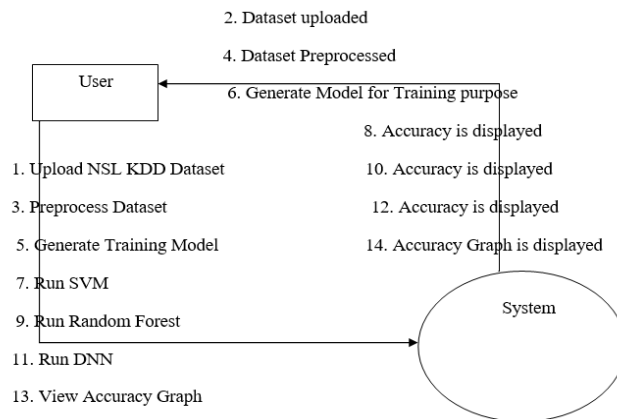 2. Dataset uploaded
4. Dataset Preprocessed
User
6. Generate Model for Training purpose
8. Accuracy is displayed
1. Upload NSL KDD Dataset
10. Accuracy is displayed
3. Preprocess Dataset
12. Accuracy is displayed
5. Generate Training Model
14. Accuracy Graph is displayed
7. Run SVM
System
9. Run Random Forest
11. Run DNN
13. View Accuracy Graph